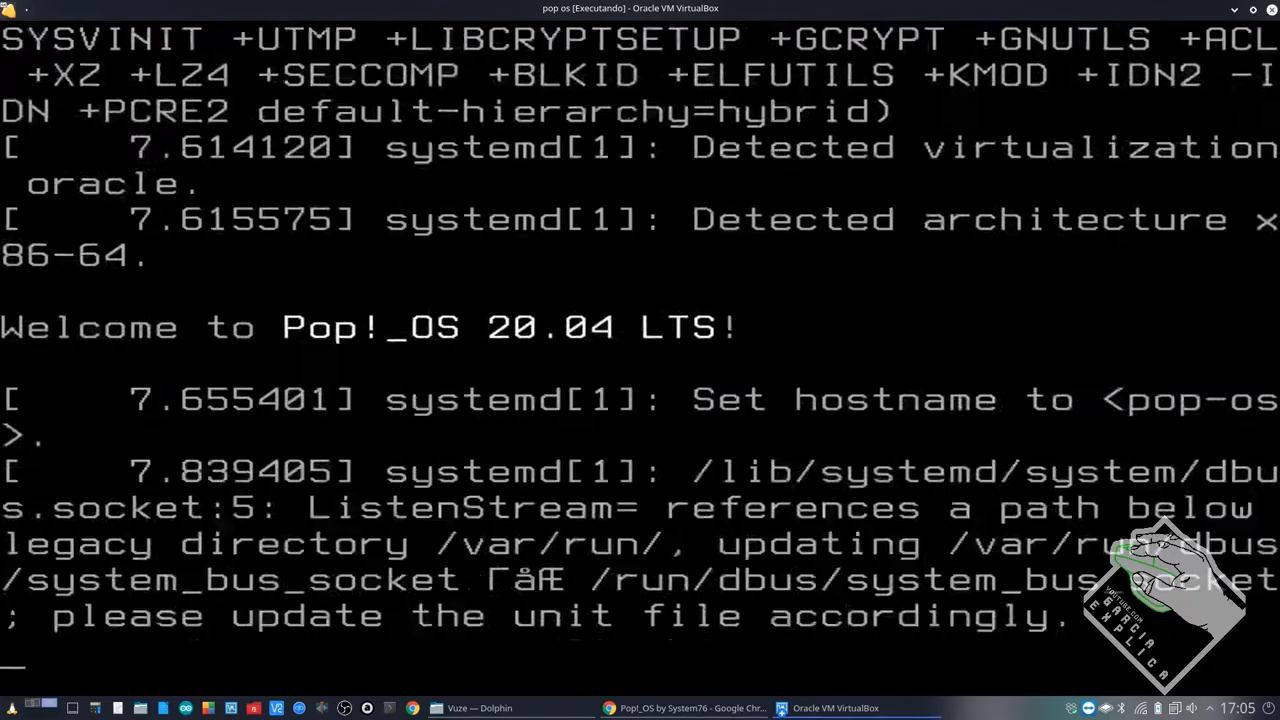 pop os [Executando] - Oracle VM VirtualBox
SYSVINIT +UTMP +LIBCRYPTSETUP +GCRYPT +GNUTLS +ACL
+XZ +LZ4 +SECCOMP +BLKID +ELFUTILS +KMOD +IDN2 -I
DN +PCRE2 default-hierarchy=hybrid)
[    7.614120] systemd[1]: Detected virtualization
oracle.
[    7.615575] systemd[1]: Detected architecture x
86-64.
Welcome to Pop!_OS 20.04 LTS!
[    7.655401] systemd[1]: Set hostname to <pop-os
>.
[    7.839405] systemd[1]: /lib/systemd/system/dbu
s.socket:5: ListenStream= references a path below
legacy directory /var/run/, updating /var/run/dbus
/system_bus_socket ΓåÆ /run/dbus/system_bus_socket
; please update the unit file accordingly.
YOUTUBE.COM
EGARCIA
EXPLICA
Vuze — Dolphin
Pop!_OS by System76 - Google Chr...
Oracle VM VirtualBox
17:05